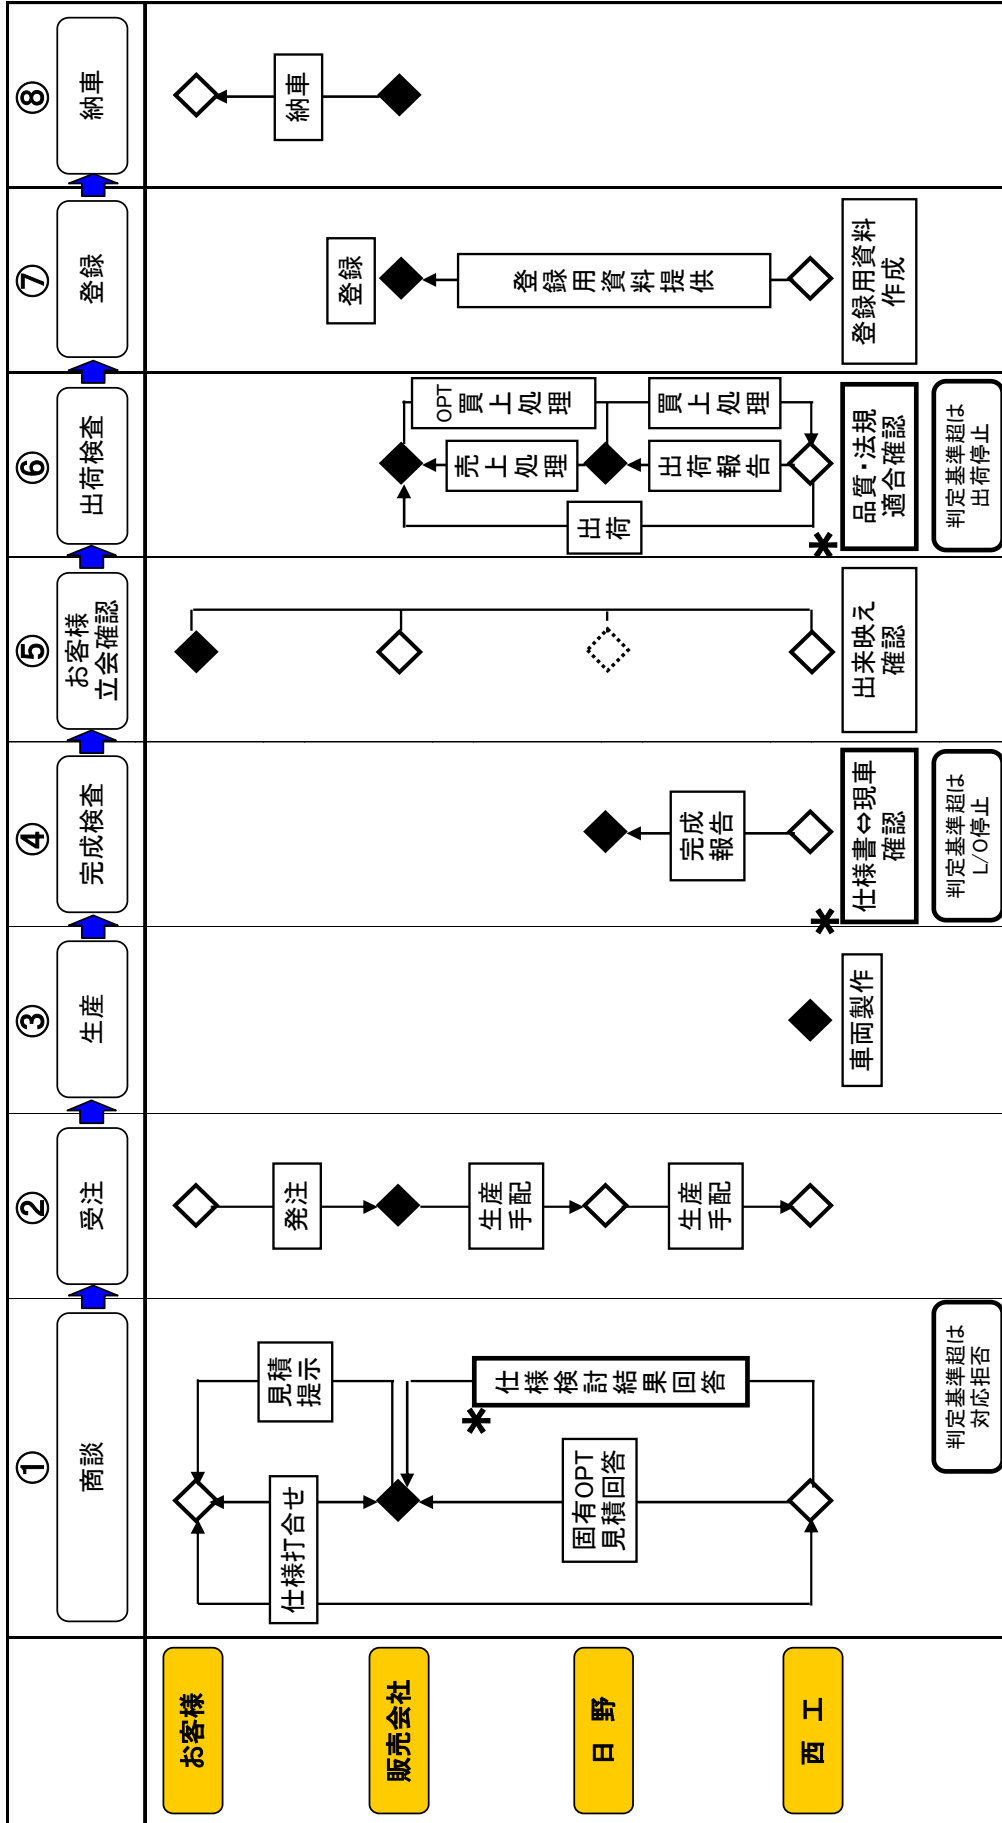 ①
商談
②
受注
③
生産
④
完成検査
⑤
お客様
立会確認
⑥
出荷検査
⑦
登録
⑧
納車
お客様
仕様打合せ
見積
提示
発注
納車
販売会社
固有OPT
見積回答
＊
仕様検討結果回答
生産
手配
出荷
売上処理
OPT
買上処理
登録
登録用資料提供
日 野
生産
手配
完成
報告
出荷報告
買上処理
西 工
車両製作
＊
仕様書⇔現車
確認
出来映え
確認
＊
品質・法規
適合確認
登録用資料
作成
判定基準超は
対応拒否
判定基準超は
L/O停止
判定基準超は
出荷停止